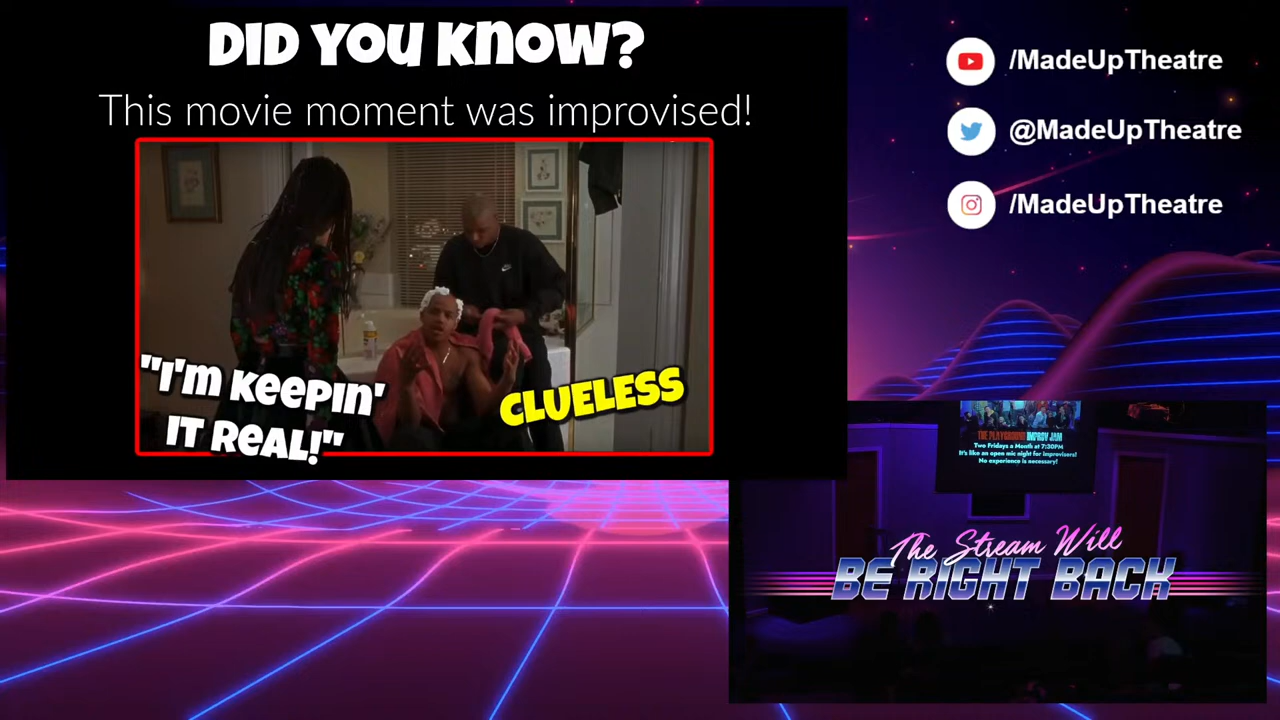 DID YOU KNOW?
This movie moment was improvised!
"I'M KEEPIN'
IT REAL!"
CLUELESS
/MadeUpTheatre
@MadeUpTheatre
/MadeUpTheatre
THE PLAYGROUND IMPROV JAM
Two Fridays a Month at 7:30PM
It's like an open mic night for improvisers!
No experience is necessary!
The Stream Will
BE RIGHT BACK